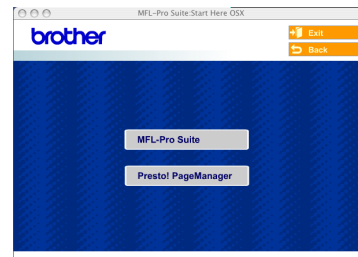 MFL-Pro Suite:Start Here OSX
brother
Exit
Back
MFL-Pro Suite
Presto! PageManager